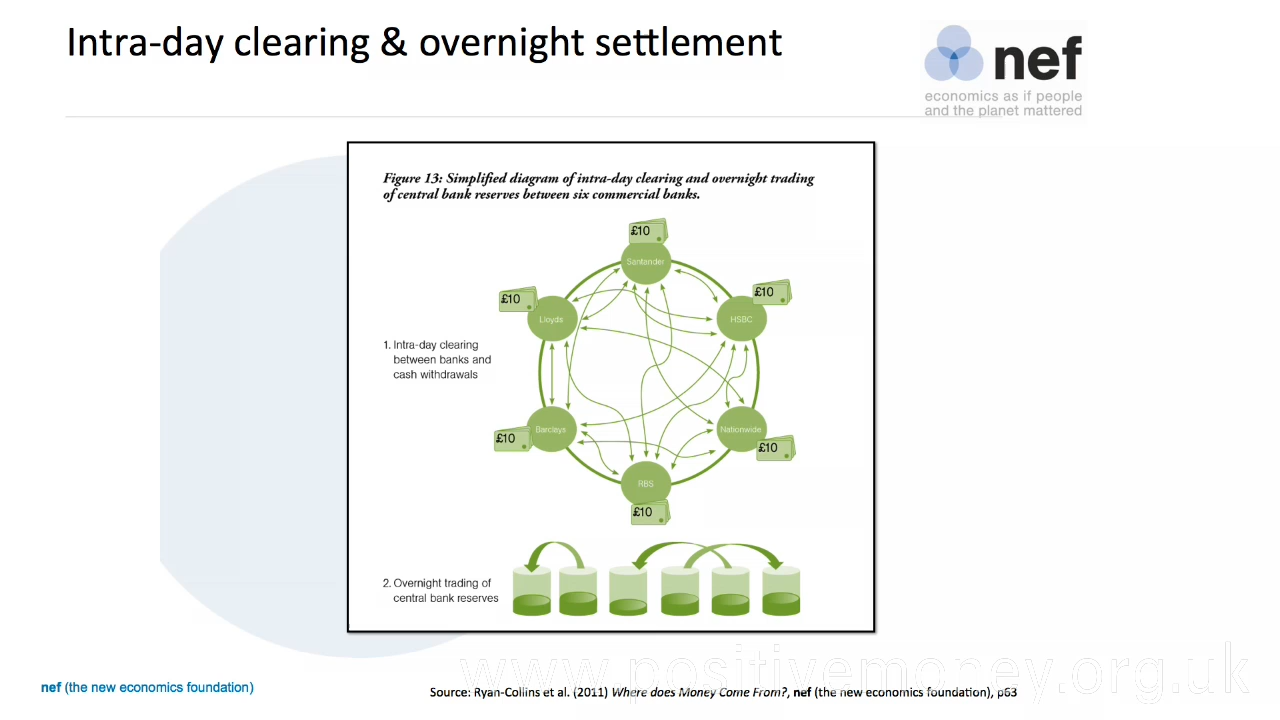 Intra-day clearing & overnight settlement
nef
economics as if people
and the planet mattered
Figure 13: Simplified diagram of intra-day clearing and overnight trading
of central bank reserves between six commercial banks.
£10
Santander
£10
HSBC
£10
Lloyds
1. Intra-day clearing
between banks and
cash withdrawals
£10
Barclays
Nationwide
£10
RBS
£10
2. Overnight trading of
central bank reserves
www.positivemoney.org.uk
nef (the new economics foundation)
Source: Ryan-Collins et al. (2011) Where does Money Come From?, nef (the new economics foundation), p63